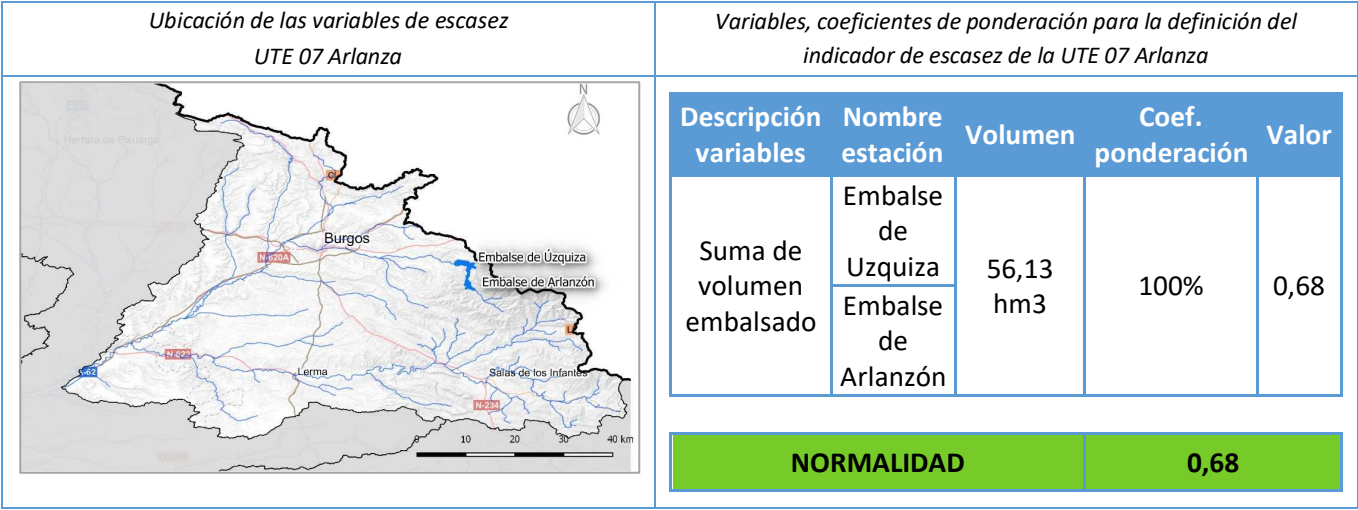 Ubicación de las variables de escasez
UTE 07 Arlanza
Variables, coeficientes de ponderación para la definición del
indicador de escasez de la UTE 07 Arlanza
N
Herrera de Pisuerga
Burgos
N-620A
Embalse de Úzquiza
Embalse de Arlanzón
N-622
Lerma
Salas de los Infantes
N-234
0 10 20 30 40 km
Descripción
variables
Nombre
estación
Volumen
Coef.
ponderación
Valor
Suma de
volumen
embalsado
Embalse
de
Uzquiza
Embalse
de
Arlanzón
56,13
hm3
100%
0,68
NORMALIDAD
0,68